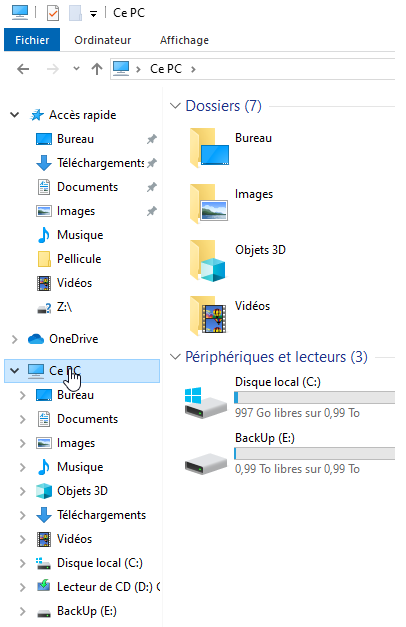 Ce PC
Fichier Ordinateur Affichage
Ce PC
Accès rapide
Bureau
Téléchargements
Documents
Images
Musique
Pellicule
Vidéos
Z:\
OneDrive
Ce PC
Bureau
Documents
Images
Musique
Objets 3D
Téléchargements
Vidéos
Disque local (C:)
Lecteur de CD (D:) C
BackUp (E:)
Dossiers (7)
Bureau
Images
Objets 3D
Vidéos
Périphériques et lecteurs (3)
Disque local (C:)
997 Go libres sur 0,99 To
BackUp (E:)
0,99 To libres sur 0,99 To